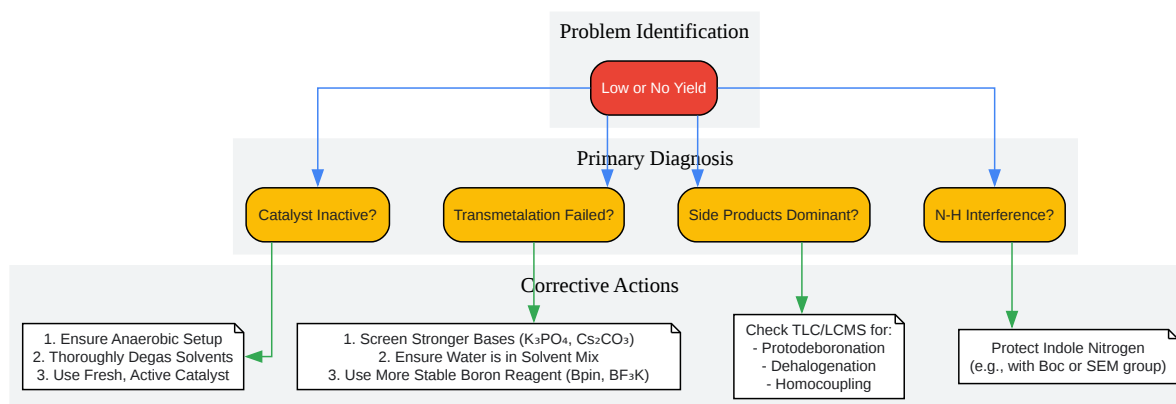 Problem Identification
Low or No Yield
Primary Diagnosis
Catalyst Inactive?
Transmetalation Failed?
Side Products Dominant?
N-H Interference?
Corrective Actions
1. Ensure Anaerobic Setup
2. Thoroughly Degas Solvents
3. Use Fresh, Active Catalyst
1. Screen Stronger Bases (K₃PO₄, Cs₂CO₃)
2. Ensure Water is in Solvent Mix
3. Use More Stable Boron Reagent (Bpin, BF₃K)
Check TLC/LCMS for:
- Protodeboronation
- Dehalogenation
- Homocoupling
Protect Indole Nitrogen
(e.g., with Boc or SEM group)